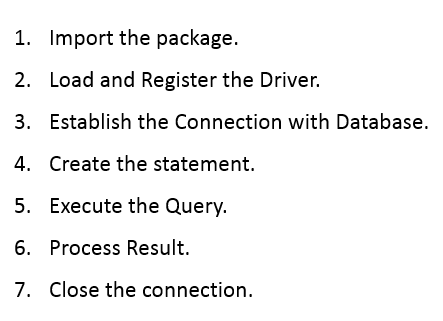 1. Import the package.
2. Load and Register the Driver.
3. Establish the Connection with Database.
4. Create the statement.
5. Execute the Query.
6. Process Result.
7. Close the connection.